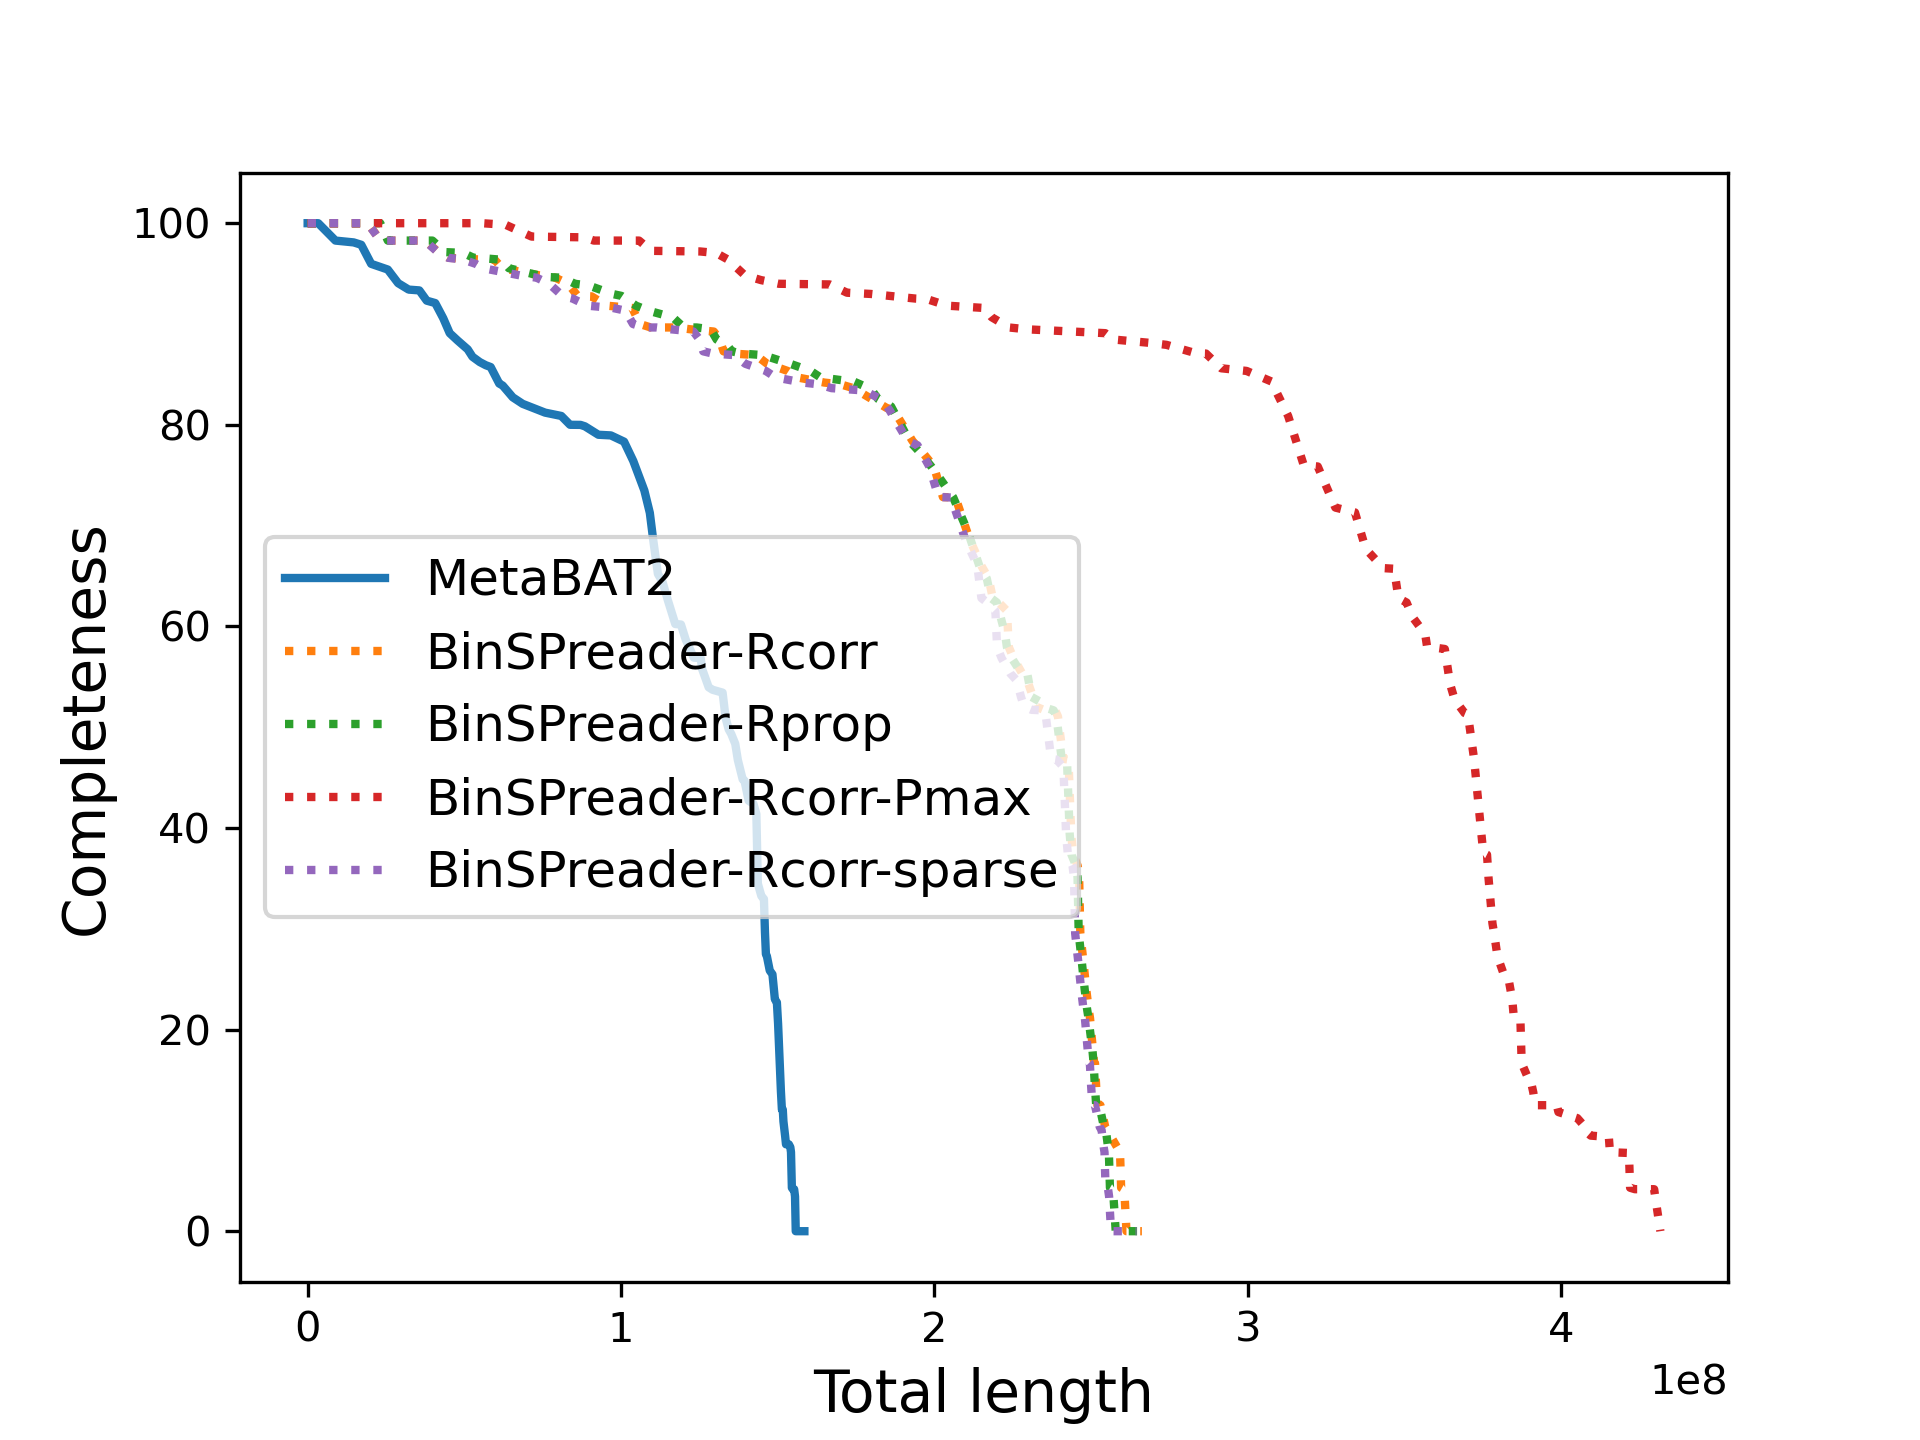 100
80
60
40
20
0
Completeness
MetaBAT2
BinSPreader-Rcorr
BinSPreader-Rprop
BinSPreader-Rcorr-Pmax
BinSPreader-Rcorr-sparse
0 1 2 3 4
1e8
Total length